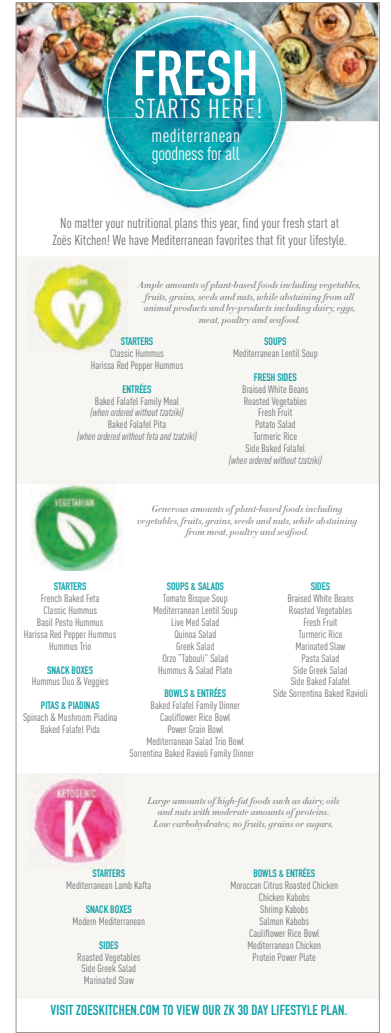 FRESH
STARTS HERE!
mediterranean
goodness for all
No matter your nutritional plans this year, find your fresh start at
Zoës Kitchen! We have Mediterranean favorites that fit your lifestyle.
VEGAN
V
Ample amounts of plant-based foods including vegetables,
fruits, grains, seeds and nuts, while abstaining from all
animal products and by-products including dairy, eggs,
meat, poultry and seafood.
STARTERS
Classic Hummus
Harissa Red Pepper Hummus
ENTRÉES
Baked Falafel Family Meal
(when ordered without tzatziki)
Baked Falafel Pita
(when ordered without feta and tzatziki)
SOUPS
Mediterranean Lentil Soup
FRESH SIDES
Braised White Beans
Roasted Vegetables
Fresh Fruit
Potato Salad
Turmeric Rice
Side Baked Falafel
(when ordered without tzatziki)
VEGETARIAN
Generous amounts of plant-based foods including
vegetables, fruits, grains, seeds and nuts, while abstaining
from meat, poultry and seafood.
STARTERS
French Baked Feta
Classic Hummus
Basil Pesto Hummus
Harissa Red Pepper Hummus
Hummus Trio
SNACK BOXES
Hummus Duo & Veggies
PITAS & PIADINAS
Spinach & Mushroom Piadina
Baked Falafel Pida
SOUPS & SALADS
Tomato Bisque Soup
Mediterranean Lentil Soup
Live Med Salad
Quinoa Salad
Greek Salad
Orzo "Tabouli" Salad
Hummus & Salad Plate
BOWLS & ENTRÉES
Baked Falafel Family Dinner
Cauliflower Rice Bowl
Power Grain Bowl
Mediterranean Salad Trio Bowl
Sorrentina Baked Ravioli Family Dinner
SIDES
Braised White Beans
Roasted Vegetables
Fresh Fruit
Turmeric Rice
Marinated Slaw
Pasta Salad
Side Greek Salad
Side Baked Falafel
Side Sorrentina Baked Ravioli
KETOGENIC
K
Large amounts of high-fat foods such as dairy, oils
and nuts with moderate amounts of proteins.
Low carbohydrates; no fruits, grains or sugars.
STARTERS
Mediterranean Lamb Kafta
SNACK BOXES
Modern Mediterranean
SIDES
Roasted Vegetables
Side Greek Salad
Marinated Slaw
BOWLS & ENTRÉES
Moroccan Citrus Roasted Chicken
Chicken Kabobs
Shrimp Kabobs
Salmon Kabobs
Cauliflower Rice Bowl
Mediterranean Chicken
Protein Power Plate
VISIT ZOESKITCHEN.COM TO VIEW OUR ZK 30 DAY LIFESTYLE PLAN.